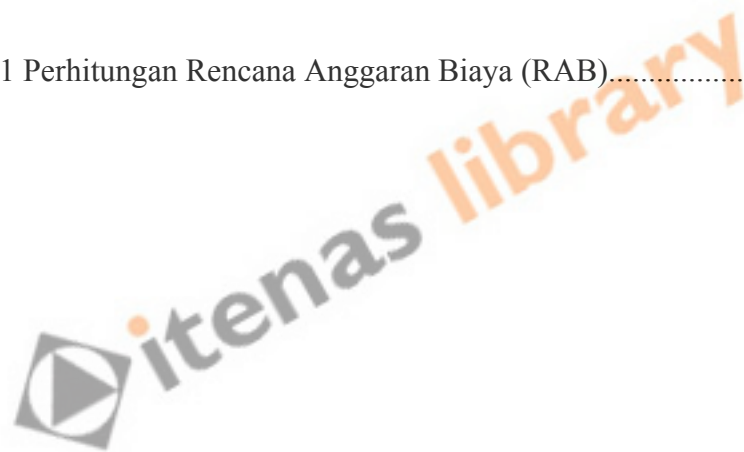 1 Perhitungan Rencana Anggaran Biaya (RAB).................
itenas library